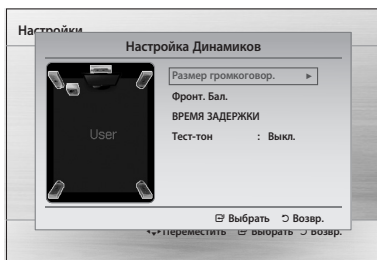 Настройки
Настройка Динамиков
Размер громкоговор. ►
Фронт. Бал.
ВРЕМЯ ЗАДЕРЖКИ
Тест-тон : Выкл.
User
Выбрать Возвр.
Переместить Выбрать Возвр.